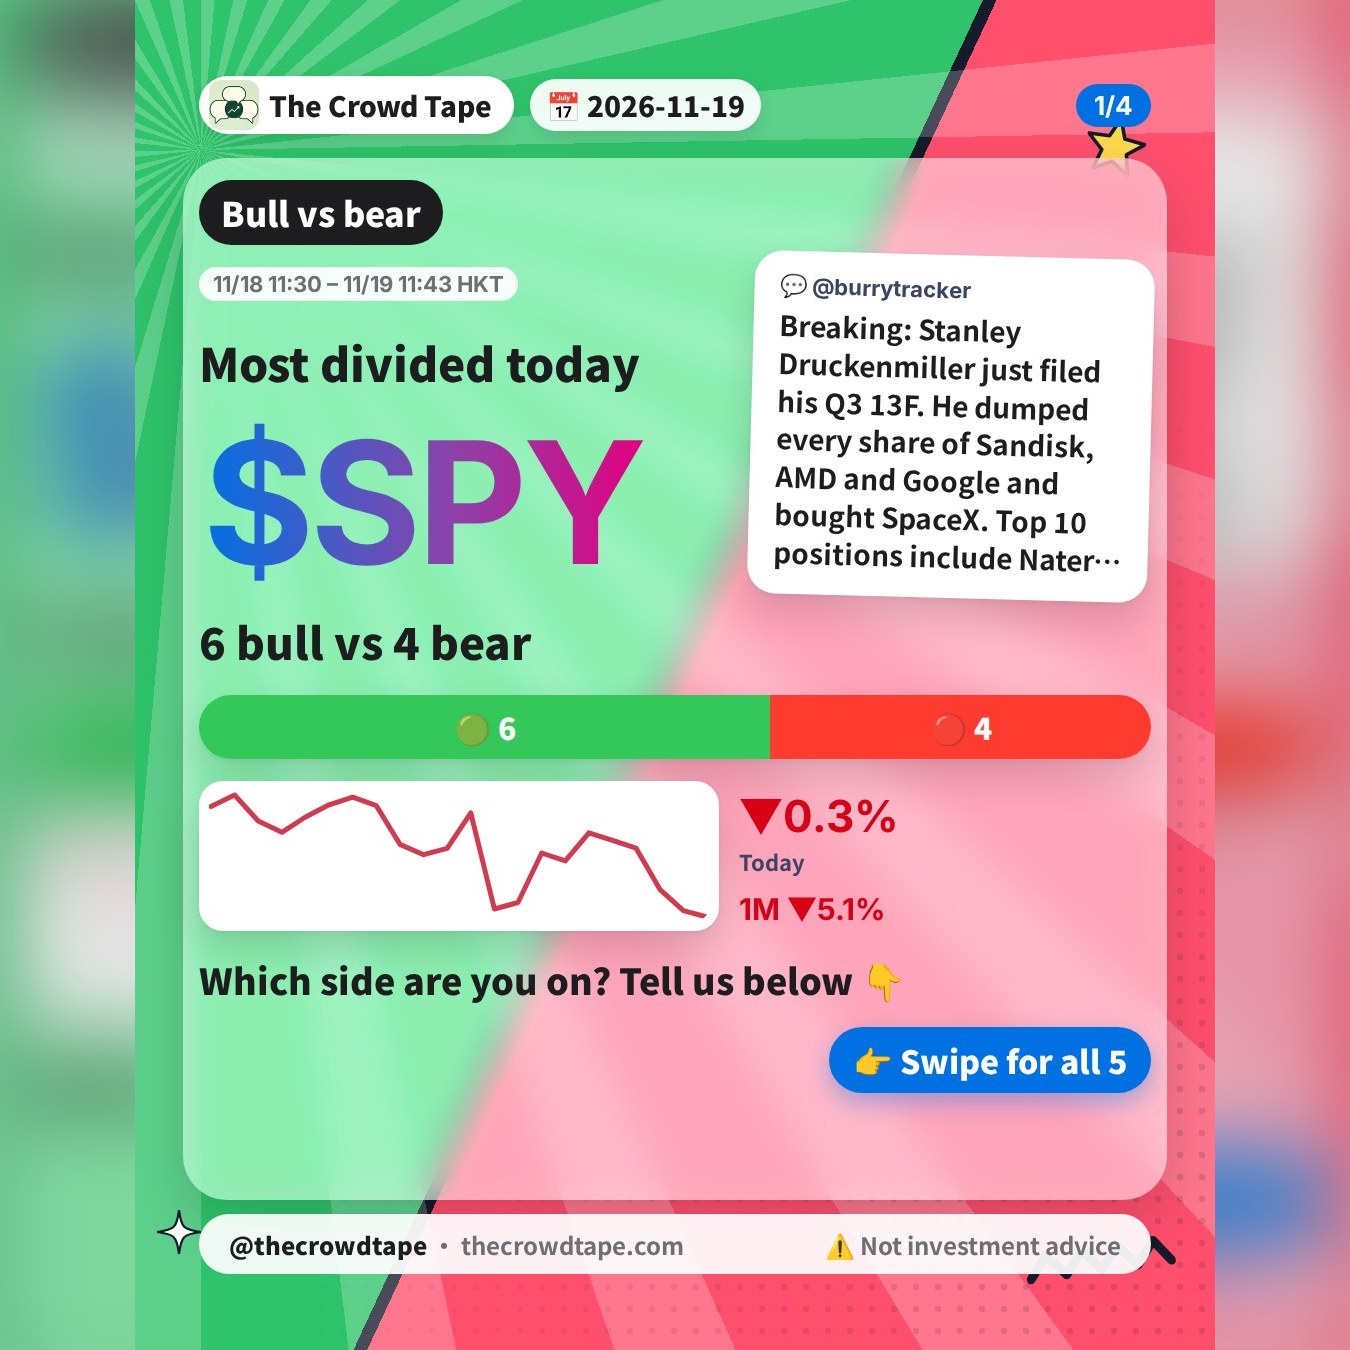 The Crowd Tape
2026-11-19
1/4
Bull vs bear
11/18 11:30 – 11/19 11:43 HKT
Most divided today
$SPY
6 bull vs 4 bear
@burrytracker
Breaking: Stanley
Druckenmiller just filed
his Q3 13F. He dumped
every share of Sandisk,
AMD and Google and
bought SpaceX. Top 10
positions include Nater…
6
4
▼0.3%
Today
1M ▼5.1%
Which side are you on? Tell us below 👇
👉 Swipe for all 5
@thecrowdtape • thecrowdtape.com
⚠️ Not investment advice